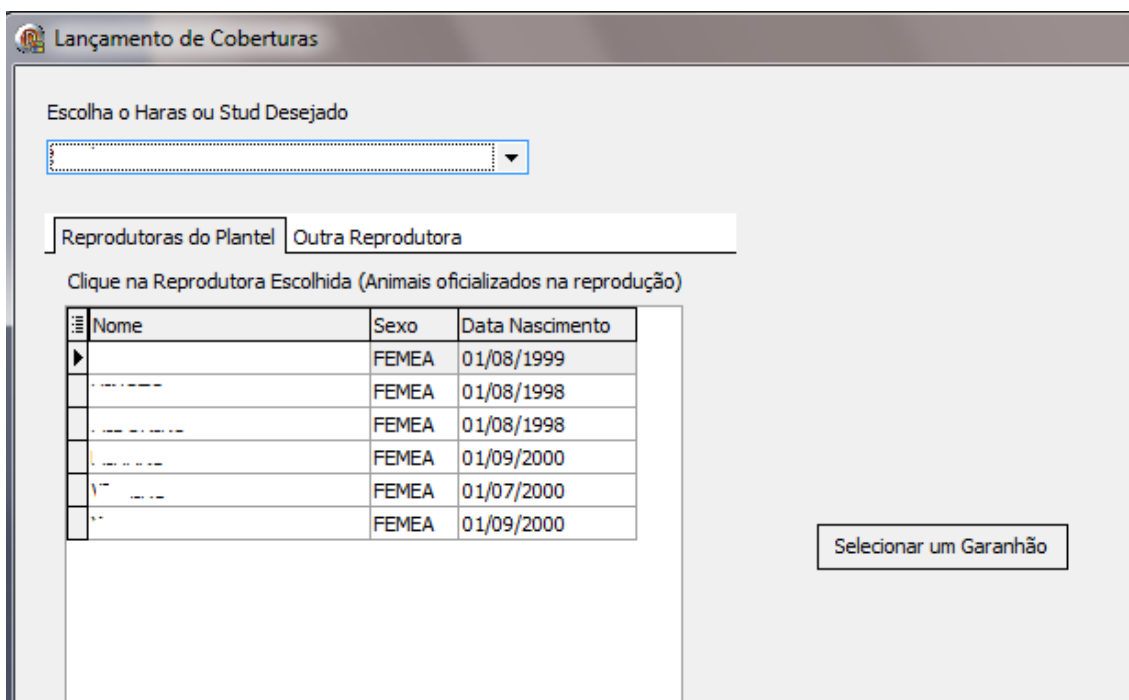 Lançamento de Coberturas
Escolha o Haras ou Stud Desejado
Reprodutoras do Plantel Outra Reprodutora
Clique na Reprodutora Escolhida (Animais oficializados na reprodução)
Nome Sexo Data Nascimento
FEMEA 01/08/1999
FEMEA 01/08/1998
FEMEA 01/08/1998
FEMEA 01/09/2000
FEMEA 01/07/2000
FEMEA 01/09/2000
Selecionar um Garanhão